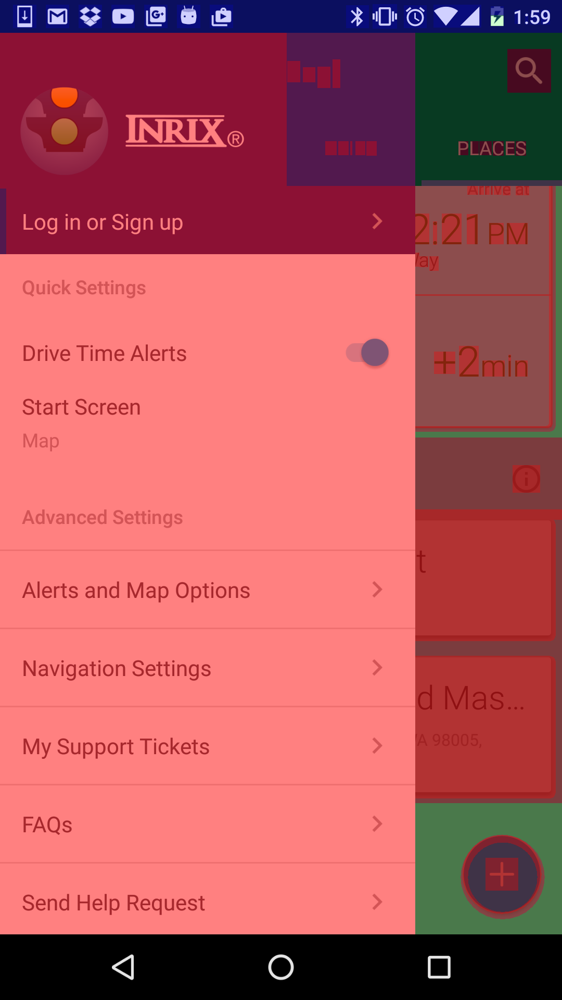 1:59
INRIX®
PLACES
Log in or Sign up
Arrive at
2:21 PM
Way
Quick Settings
Drive Time Alerts
+2min
Start Screen
Map
Advanced Settings
t
Alerts and Map Options
Navigation Settings
d Mas...
My Support Tickets
WA 98005,
FAQs
Send Help Request